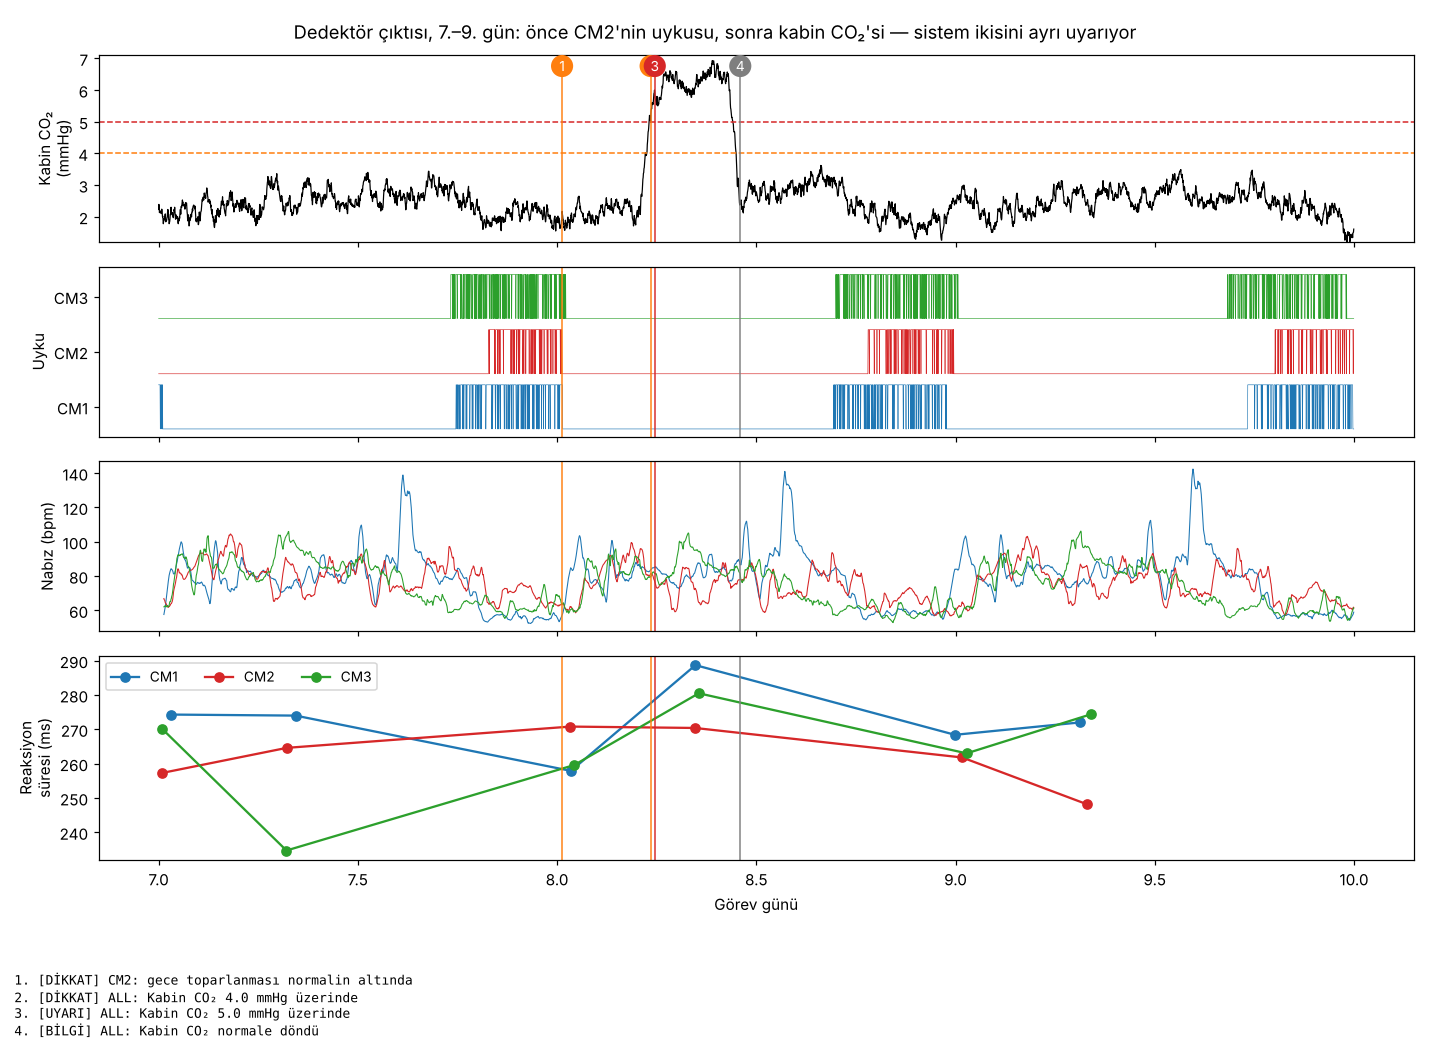 Dedektör çıktısı, 7.–9. gün: önce CM2'nin uykusu, sonra kabin CO₂'si — sistem ikisini ayrı uyarıyor
Kabin CO₂
(mmHg)
7
6
5
4
3
2
1
3
4
Uyku
CM3
CM2
CM1
Nabız (bpm)
140
120
100
80
60
Reaksiyon
süresi (ms)
290
280
270
260
250
240
CM1
CM2
CM3
7.0
7.5
8.0
8.5
9.0
9.5
10.0
Görev günü
1. [DİKKAT] CM2: gece toparlanması normalin altında
2. [DİKKAT] ALL: Kabin CO₂ 4.0 mmHg üzerinde
3. [UYARI] ALL: Kabin CO₂ 5.0 mmHg üzerinde
4. [BİLGİ] ALL: Kabin CO₂ normale döndü